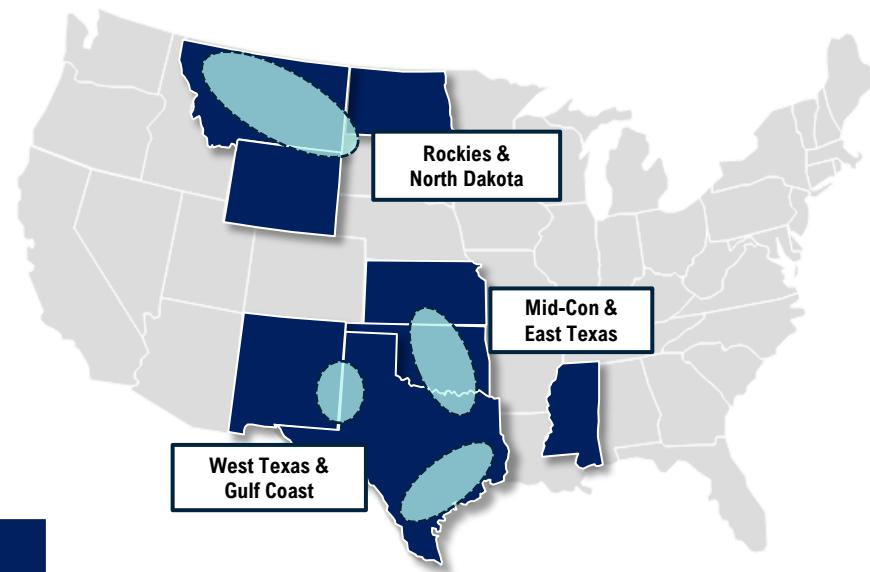 Rockies &
North Dakota
Mid-Con &
East Texas
West Texas &
Gulf Coast